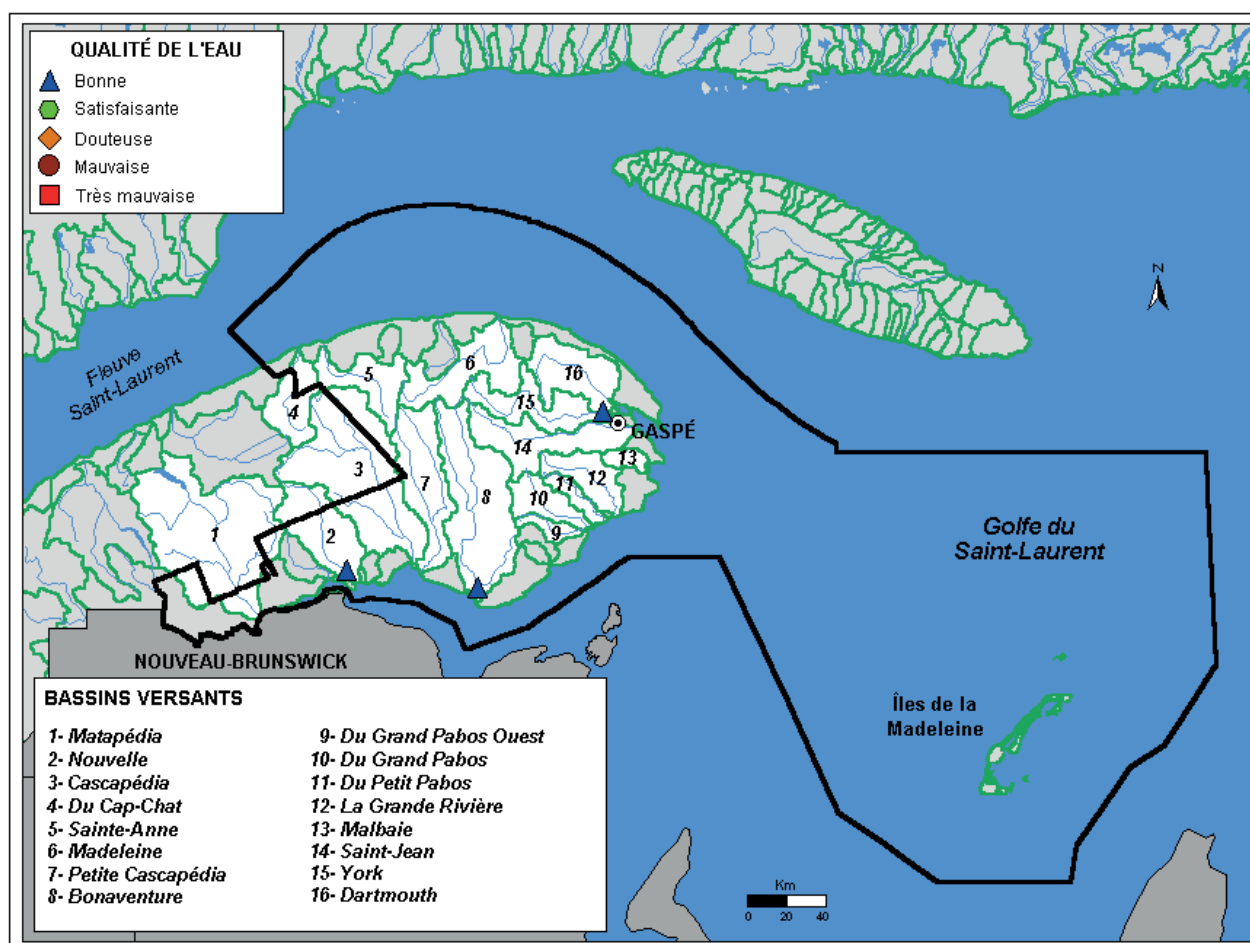 QUALITÉ DE L'EAU
Bonne
Satisfaisante
Douteuse
Mauvaise
Très mauvaise
N
Fleuve
Saint-Laurent
5
6
16
4
15
GASPÉ
14
13
3
12
11
7
10
8
1
2
9
Golfe du
Saint-Laurent
NOUVEAU-BRUNSWICK
Îles de la
Madeleine
BASSINS VERSANTS
1- Matapédia
2- Nouvelle
3- Cascapédia
4- Du Cap-Chat
5- Sainte-Anne
6- Madeleine
7- Petite Cascapédia
8- Bonaventure
9- Du Grand Pabos Ouest
10- Du Grand Pabos
11- Du Petit Pabos
12- La Grande Rivière
13- Malbaie
14- Saint-Jean
15- York
16- Dartmouth
Km
0 20 40